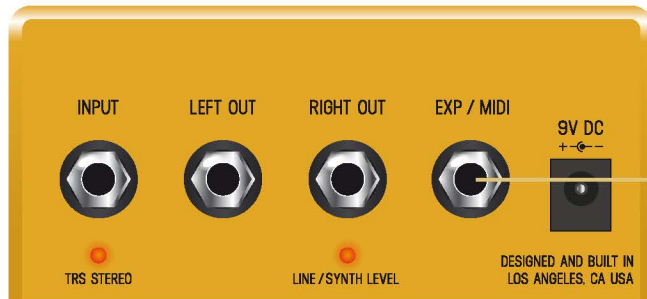 INPUT
LEFT OUT
RIGHT OUT
EXP / MIDI
9V DC
+ -
TRS STEREO
LINE/SYNTH LEVEL
DESIGNED AND BUILT IN
LOS ANGELES, CA USA